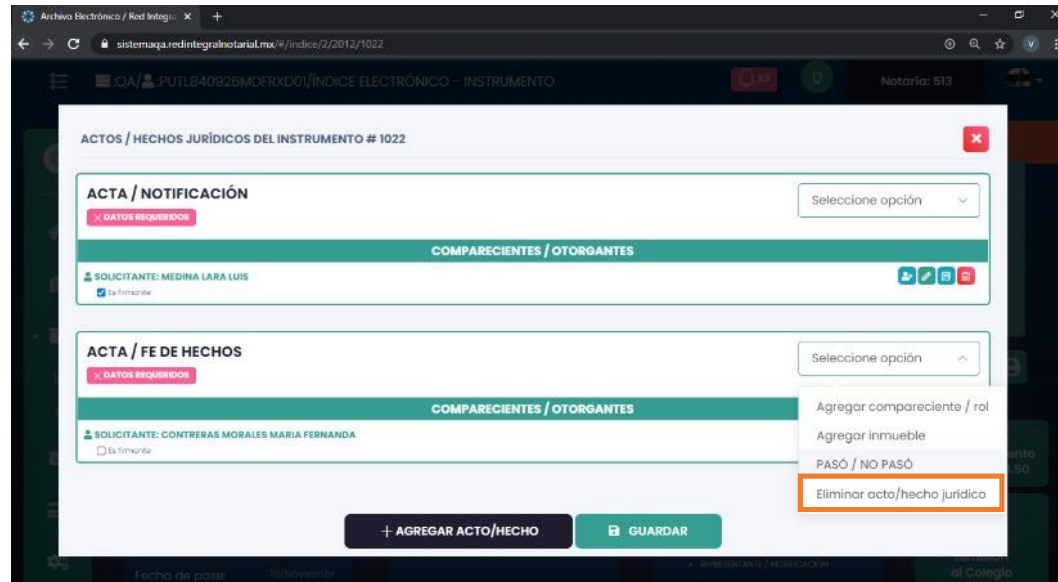 Archivo Electrónico / Red Integra
sistemaqa.redintegralnotarial.mx/#/indice/2/2012/1022
V
:QA/ :PUTL840926MDFRXD01/ÍNDICE ELECTRÓNICO - INSTRUMENTO
Notaria: 513
ACTOS / HECHOS JURÍDICOS DEL INSTRUMENTO # 1022
ACTA / NOTIFICACIÓN
Seleccione opción
DATOS REQUERIDOS
COMPARECIENTES / OTORGANTES
SOLICITANTE: MEDINA LARA LUIS
Es firmante
ACTA / FE DE HECHOS
Seleccione opción
DATOS REQUERIDOS
COMPARECIENTES / OTORGANTES
SOLICITANTE: CONTRERAS MORALES MARIA FERNANDA
Es firmante
Agregar compareciente / rol
Agregar inmueble
PASÓ / NO PASÓ
Eliminar acto/hecho jurídico
+ AGREGAR ACTO/HECHO
GUARDAR
Fecha de pase:
18/Noviembre
al Colegio